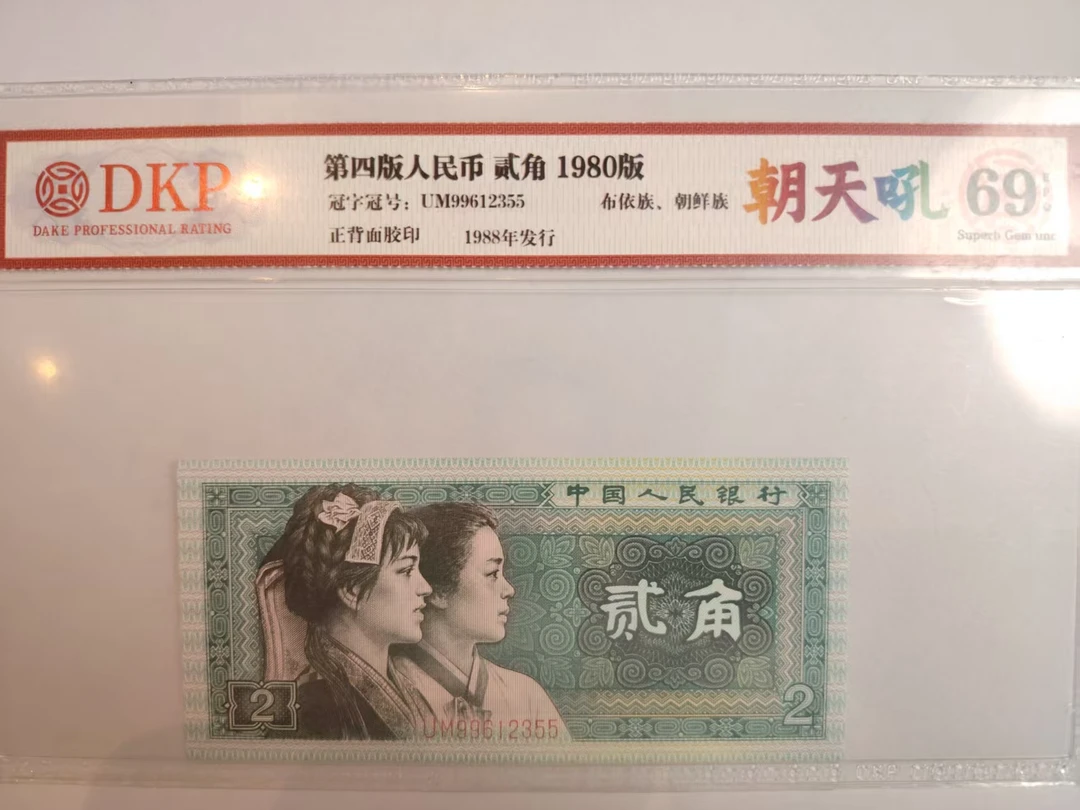 DKP
DAKE PROFESSIONAL RATING
第四版人民币 贰角 1980版
冠字冠号：UM99612355 布依族、朝鲜族
正背面胶印 1988年发行
朝天吼
69
Superb Gem unc
中国人民银行
贰角
2
2
UM99612355